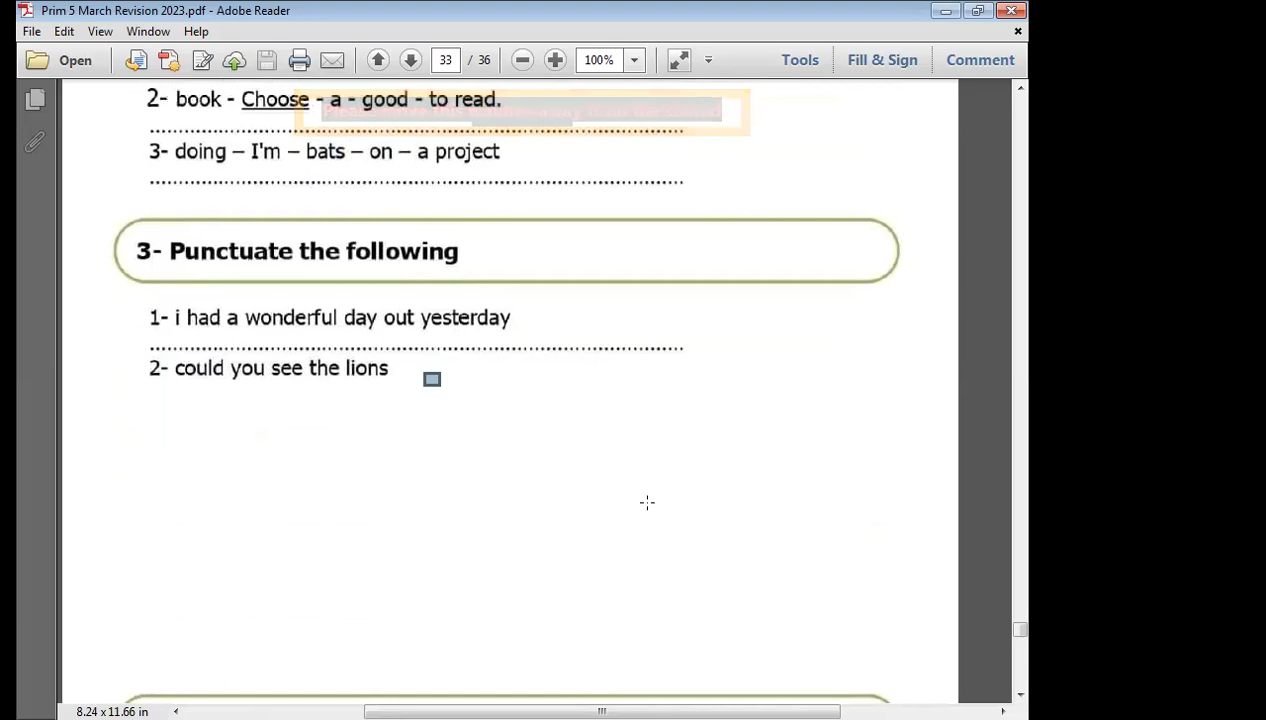 Prim 5 March Revision 2023.pdf - Adobe Reader
File Edit View Window Help
Open 33 / 36 100% Tools Fill & Sign Comment
2- book - Choose - a - good - to read.
................................................................................................
3- doing – I'm – bats – on – a project
................................................................................................
3- Punctuate the following
1- i had a wonderful day out yesterday
................................................................................................
2- could you see the lions
8.24 x 11.66 in